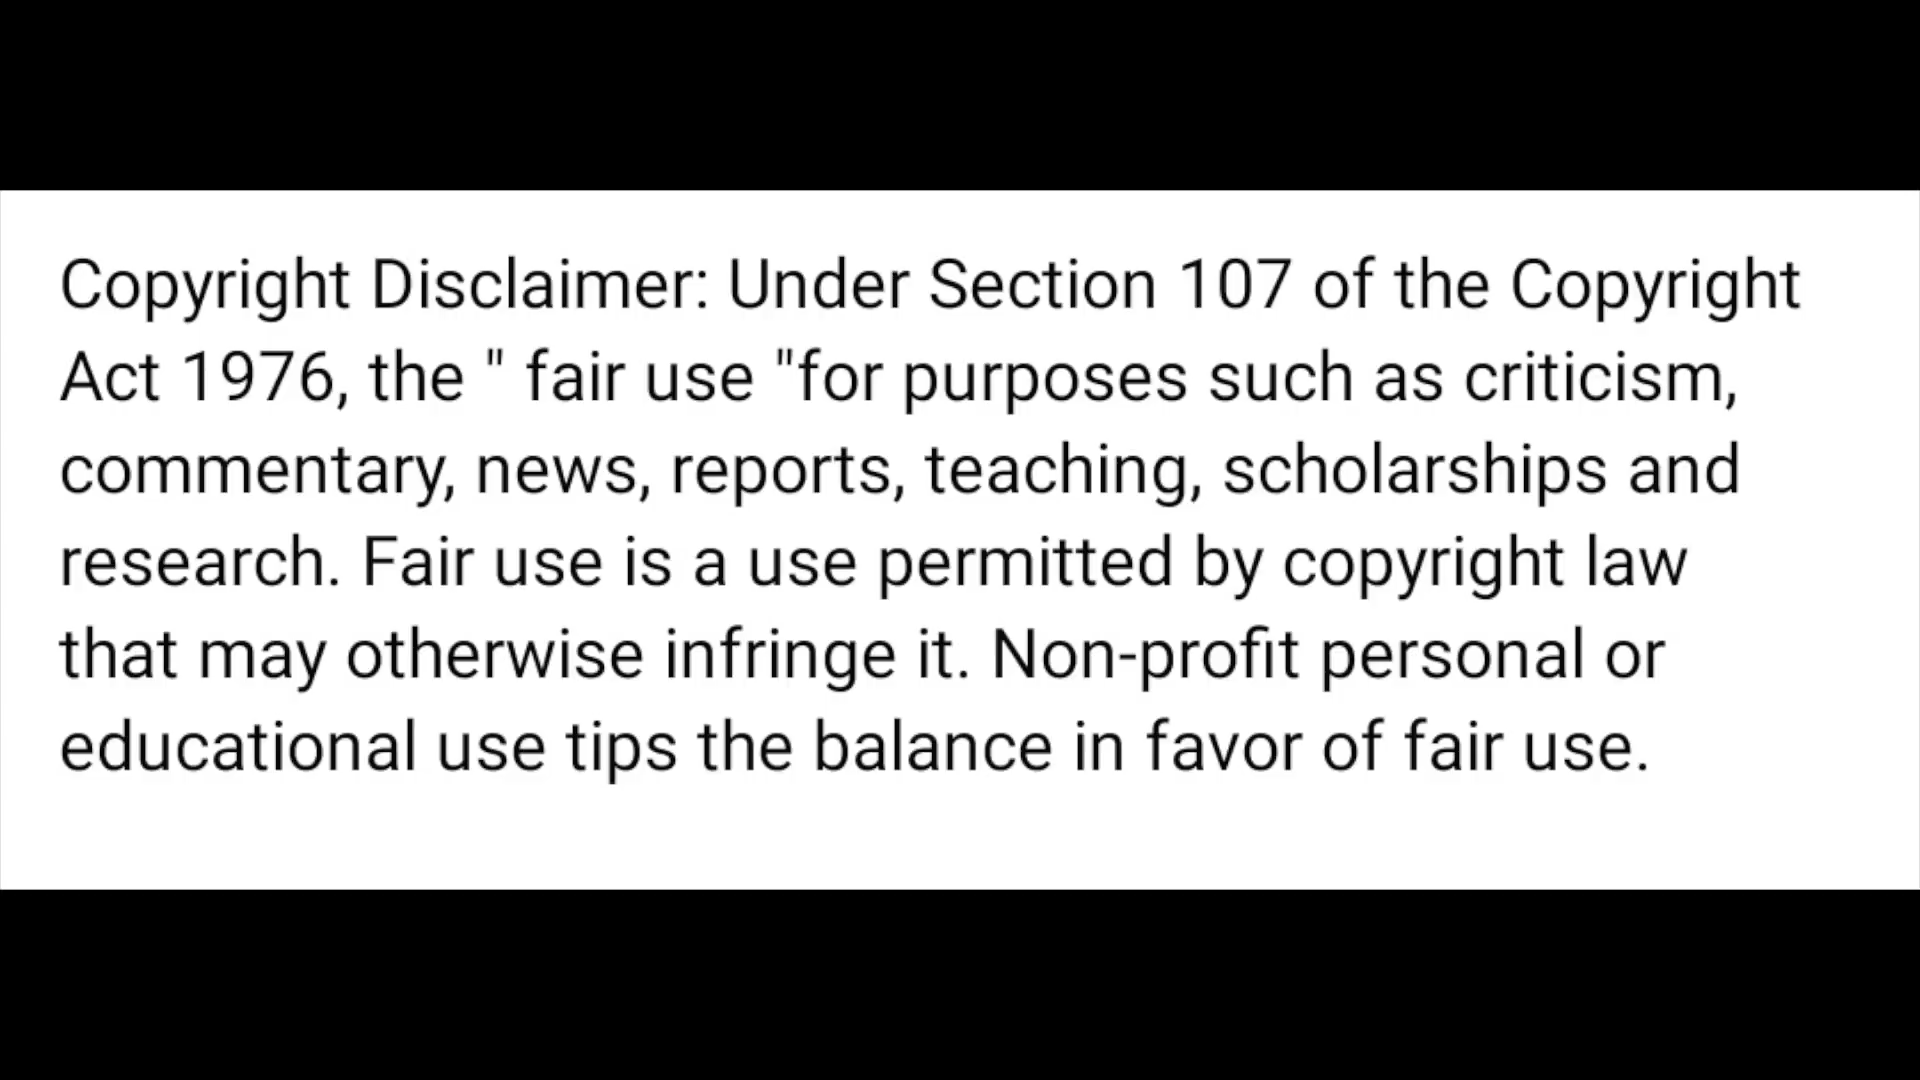 Copyright Disclaimer: Under Section 107 of the Copyright
Act 1976, the " fair use "for purposes such as criticism,
commentary, news, reports, teaching, scholarships and
research. Fair use is a use permitted by copyright law
that may otherwise infringe it. Non-profit personal or
educational use tips the balance in favor of fair use.